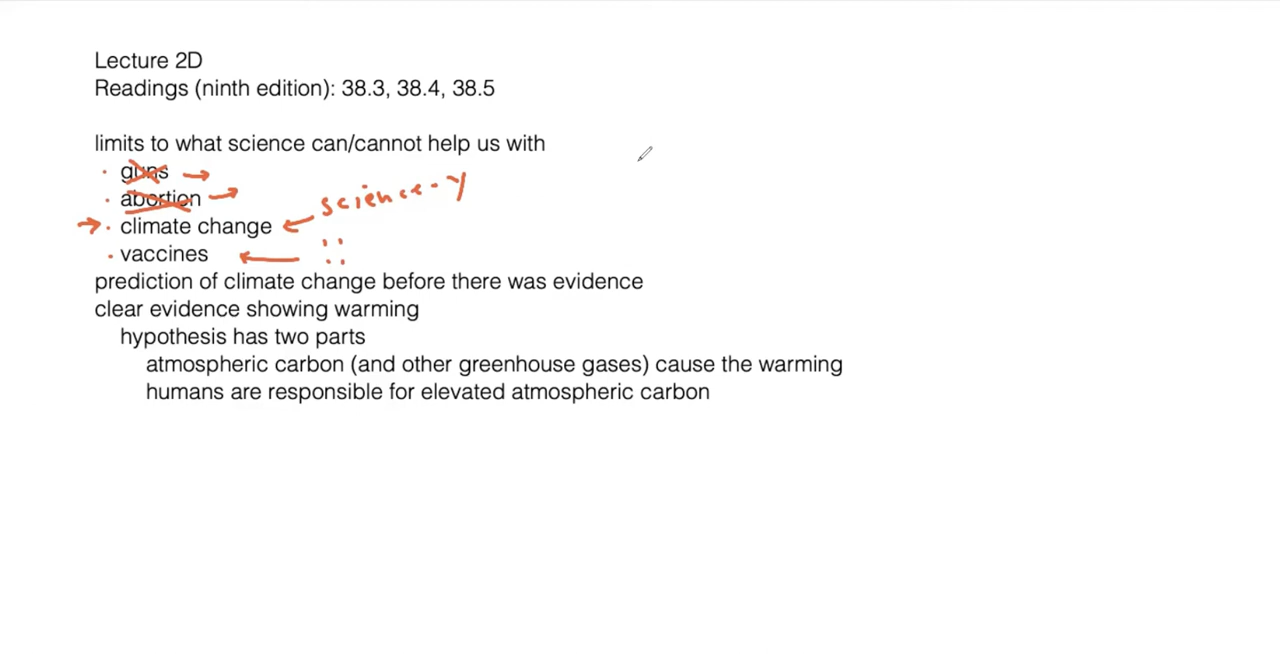 Lecture 2D
Readings (ninth edition): 38.3, 38.4, 38.5
limits to what science can/cannot help us with
· guns
· abortion
science-y
· climate change
· vaccines
prediction of climate change before there was evidence
clear evidence showing warming
hypothesis has two parts
atmospheric carbon (and other greenhouse gases) cause the warming
humans are responsible for elevated atmospheric carbon